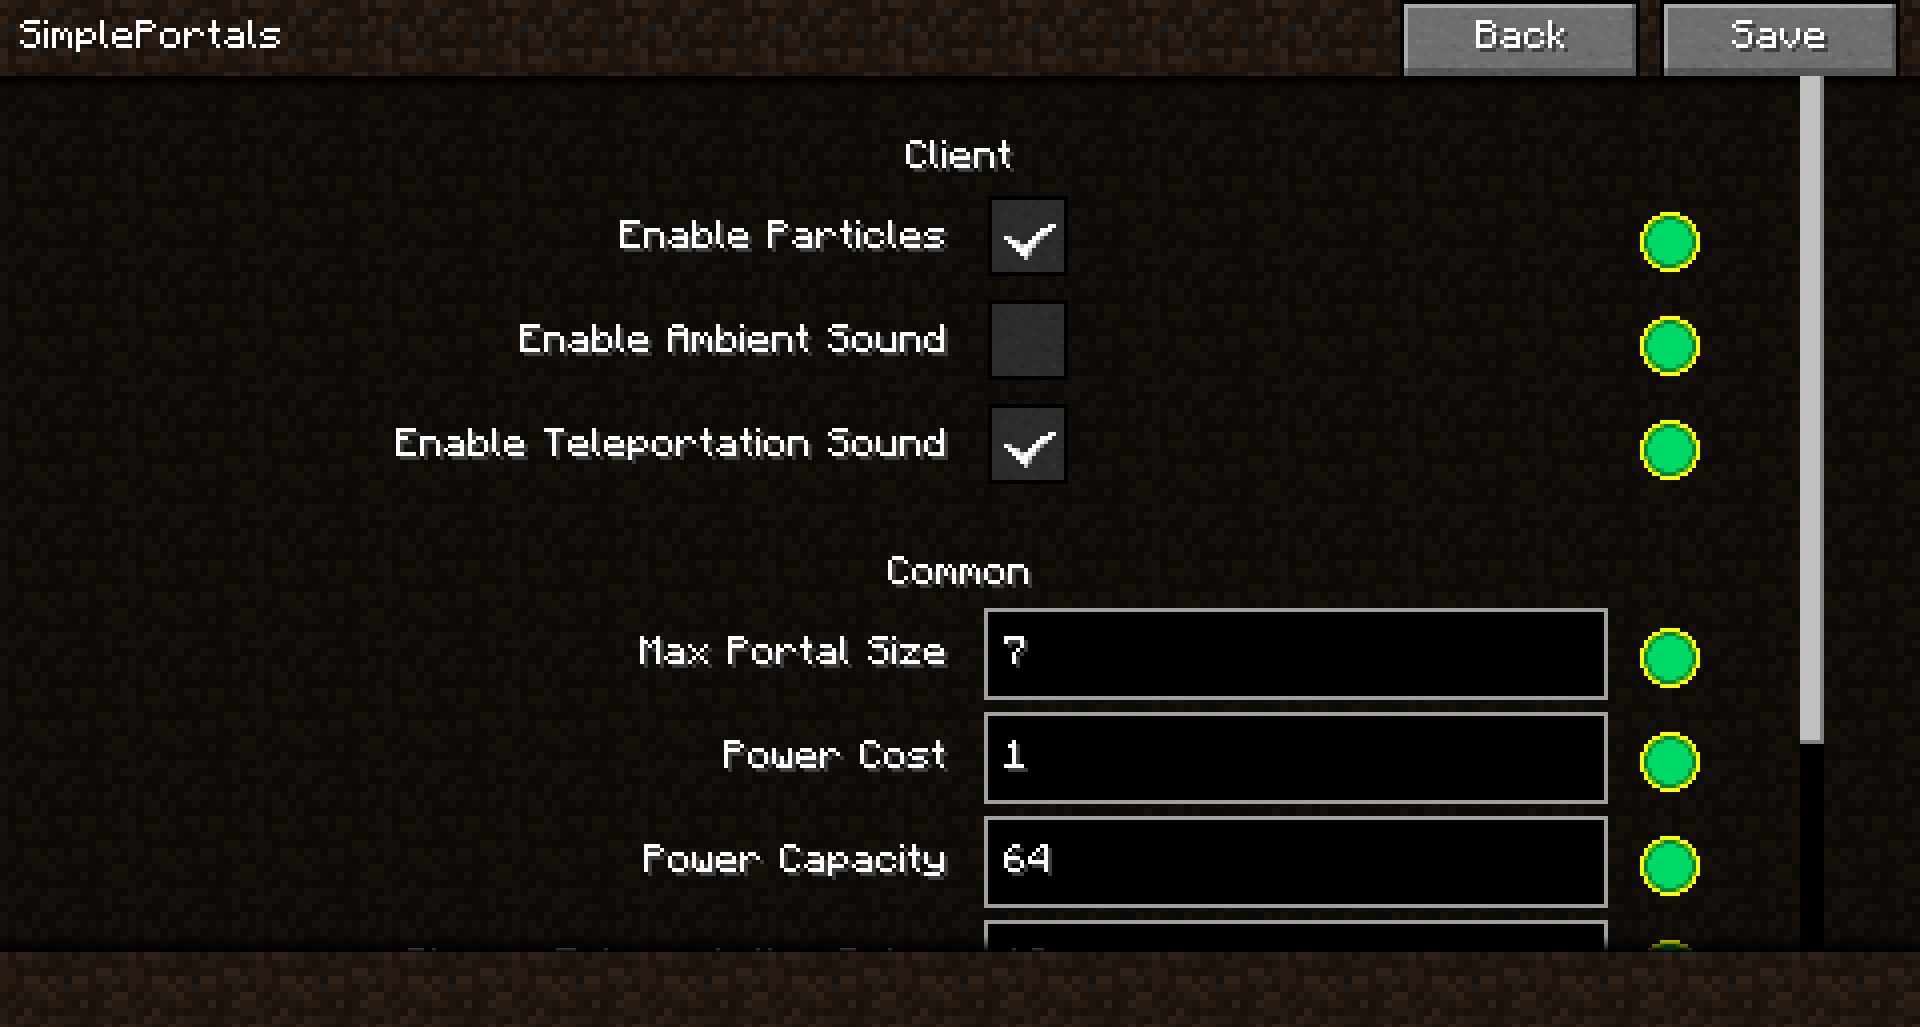 SimplePortals
Back
Save
Client
Enable Particles
Enable Ambient Sound
Enable Teleportation Sound
Common
Max Portal Size 7
Power Cost 1
Power Capacity 64